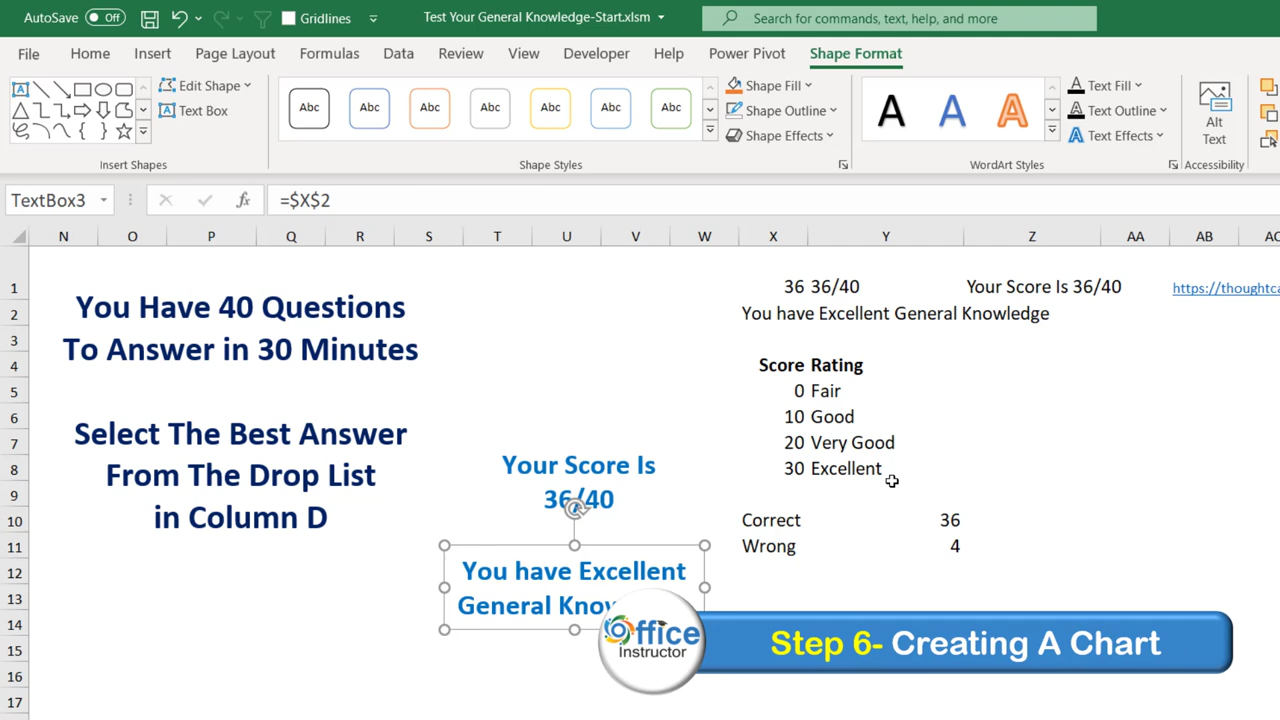 AutoSave Off Gridlines Test Your General Knowledge-Start.xlsm Search for commands, text, help, and more
File Home Insert Page Layout Formulas Data Review View Developer Help Power Pivot Shape Format
Edit Shape
Text Box
Insert Shapes
Abc Abc Abc Abc Abc Abc Abc
Shape Styles
Shape Fill
Shape Outline
Shape Effects
A A A
WordArt Styles
Text Fill
Text Outline
Text Effects
Alt
Text
Accessibility
TextBox3 fx =$X$2
N O P Q R S T U V W X Y Z AA AB AC
1 36 36/40 Your Score Is 36/40 https://thoughtca
2 You have Excellent General Knowledge
3
4 Score Rating
5 0 Fair
6 10 Good
7 20 Very Good
8 30 Excellent
9
10 Correct 36
11 Wrong 4
12
13
14
15
16
17
You Have 40 Questions
To Answer in 30 Minutes
Select The Best Answer
From The Drop List
in Column D
Your Score Is
36/40
You have Excellent
General Know
Office
Instructor
Step 6- Creating A Chart